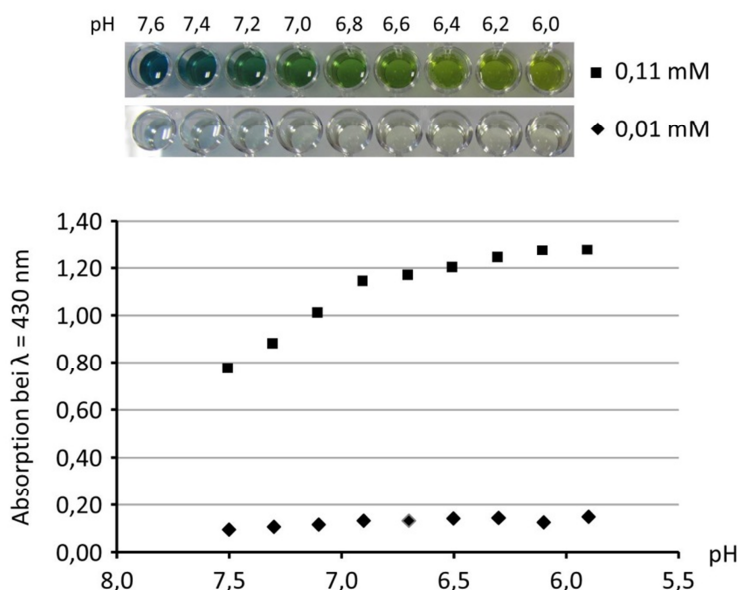 pH 7,6 7,4 7,2 7,0 6,8 6,6 6,4 6,2 6,0
0,11 mM
0,01 mM
Absorption bei λ = 430 nm
1,40
1,20
1,00
0,80
0,60
0,40
0,20
0,00
8,0 7,5 7,0 6,5 6,0 5,5
pH